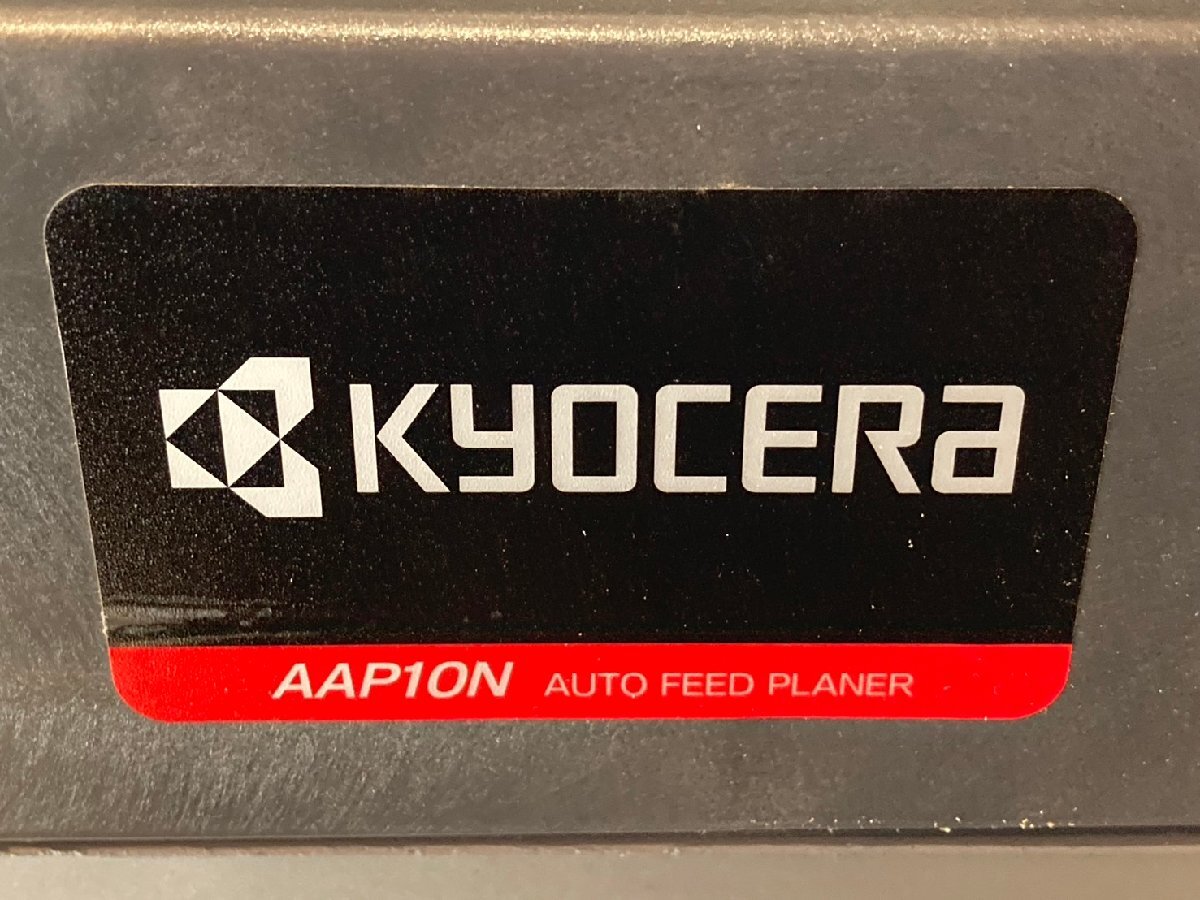 KYOCERA
AAP10N AUTO FEED PLANER